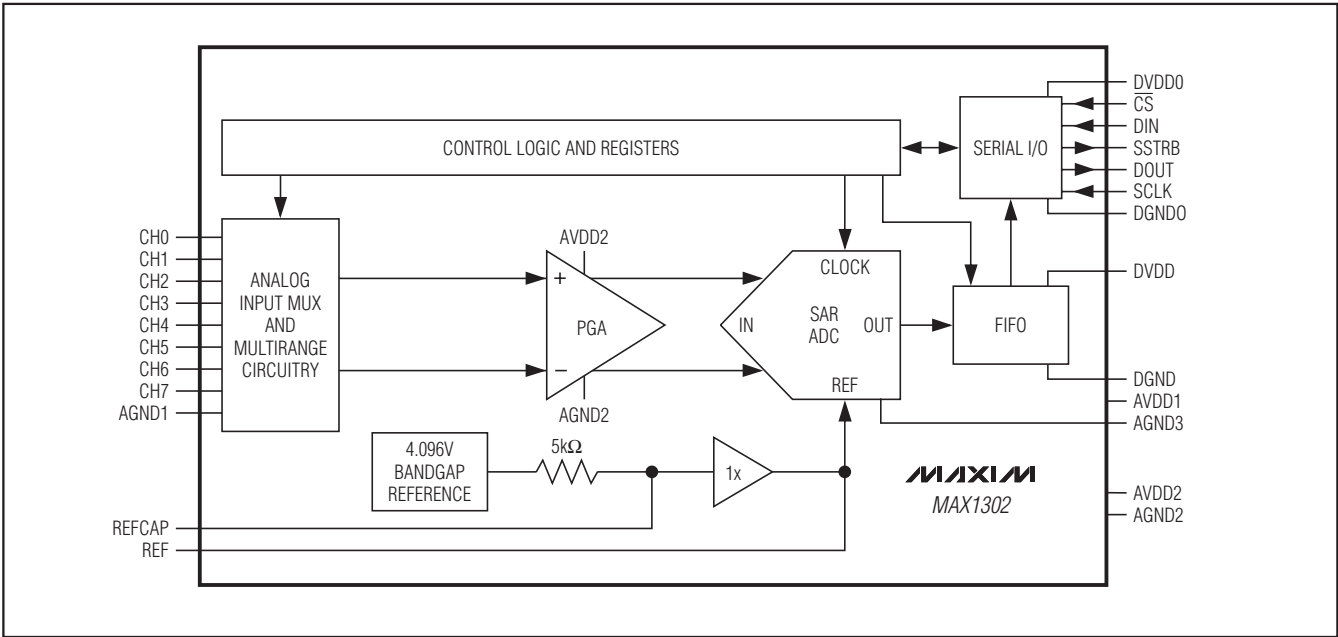 DVDD0
CS
DIN
SSTRB
DOUT
SCLK
DGNDO
CONTROL LOGIC AND REGISTERS
SERIAL I/O
CH0
CH1
CH2
CH3
CH4
CH5
CH6
CH7
AGND1
ANALOG
INPUT MUX
AND
MULTIRANGE
CIRCUITRY
AVDD2
+
PGA
−
AGND2
CLOCK
IN
SAR
ADC
OUT
REF
FIFO
DVDD
DGND
AVDD1
AGND3
4.096V
BANDGAP
REFERENCE
5kΩ
1x
MAXIM
MAX1302
AVDD2
AGND2
REFCAP
REF